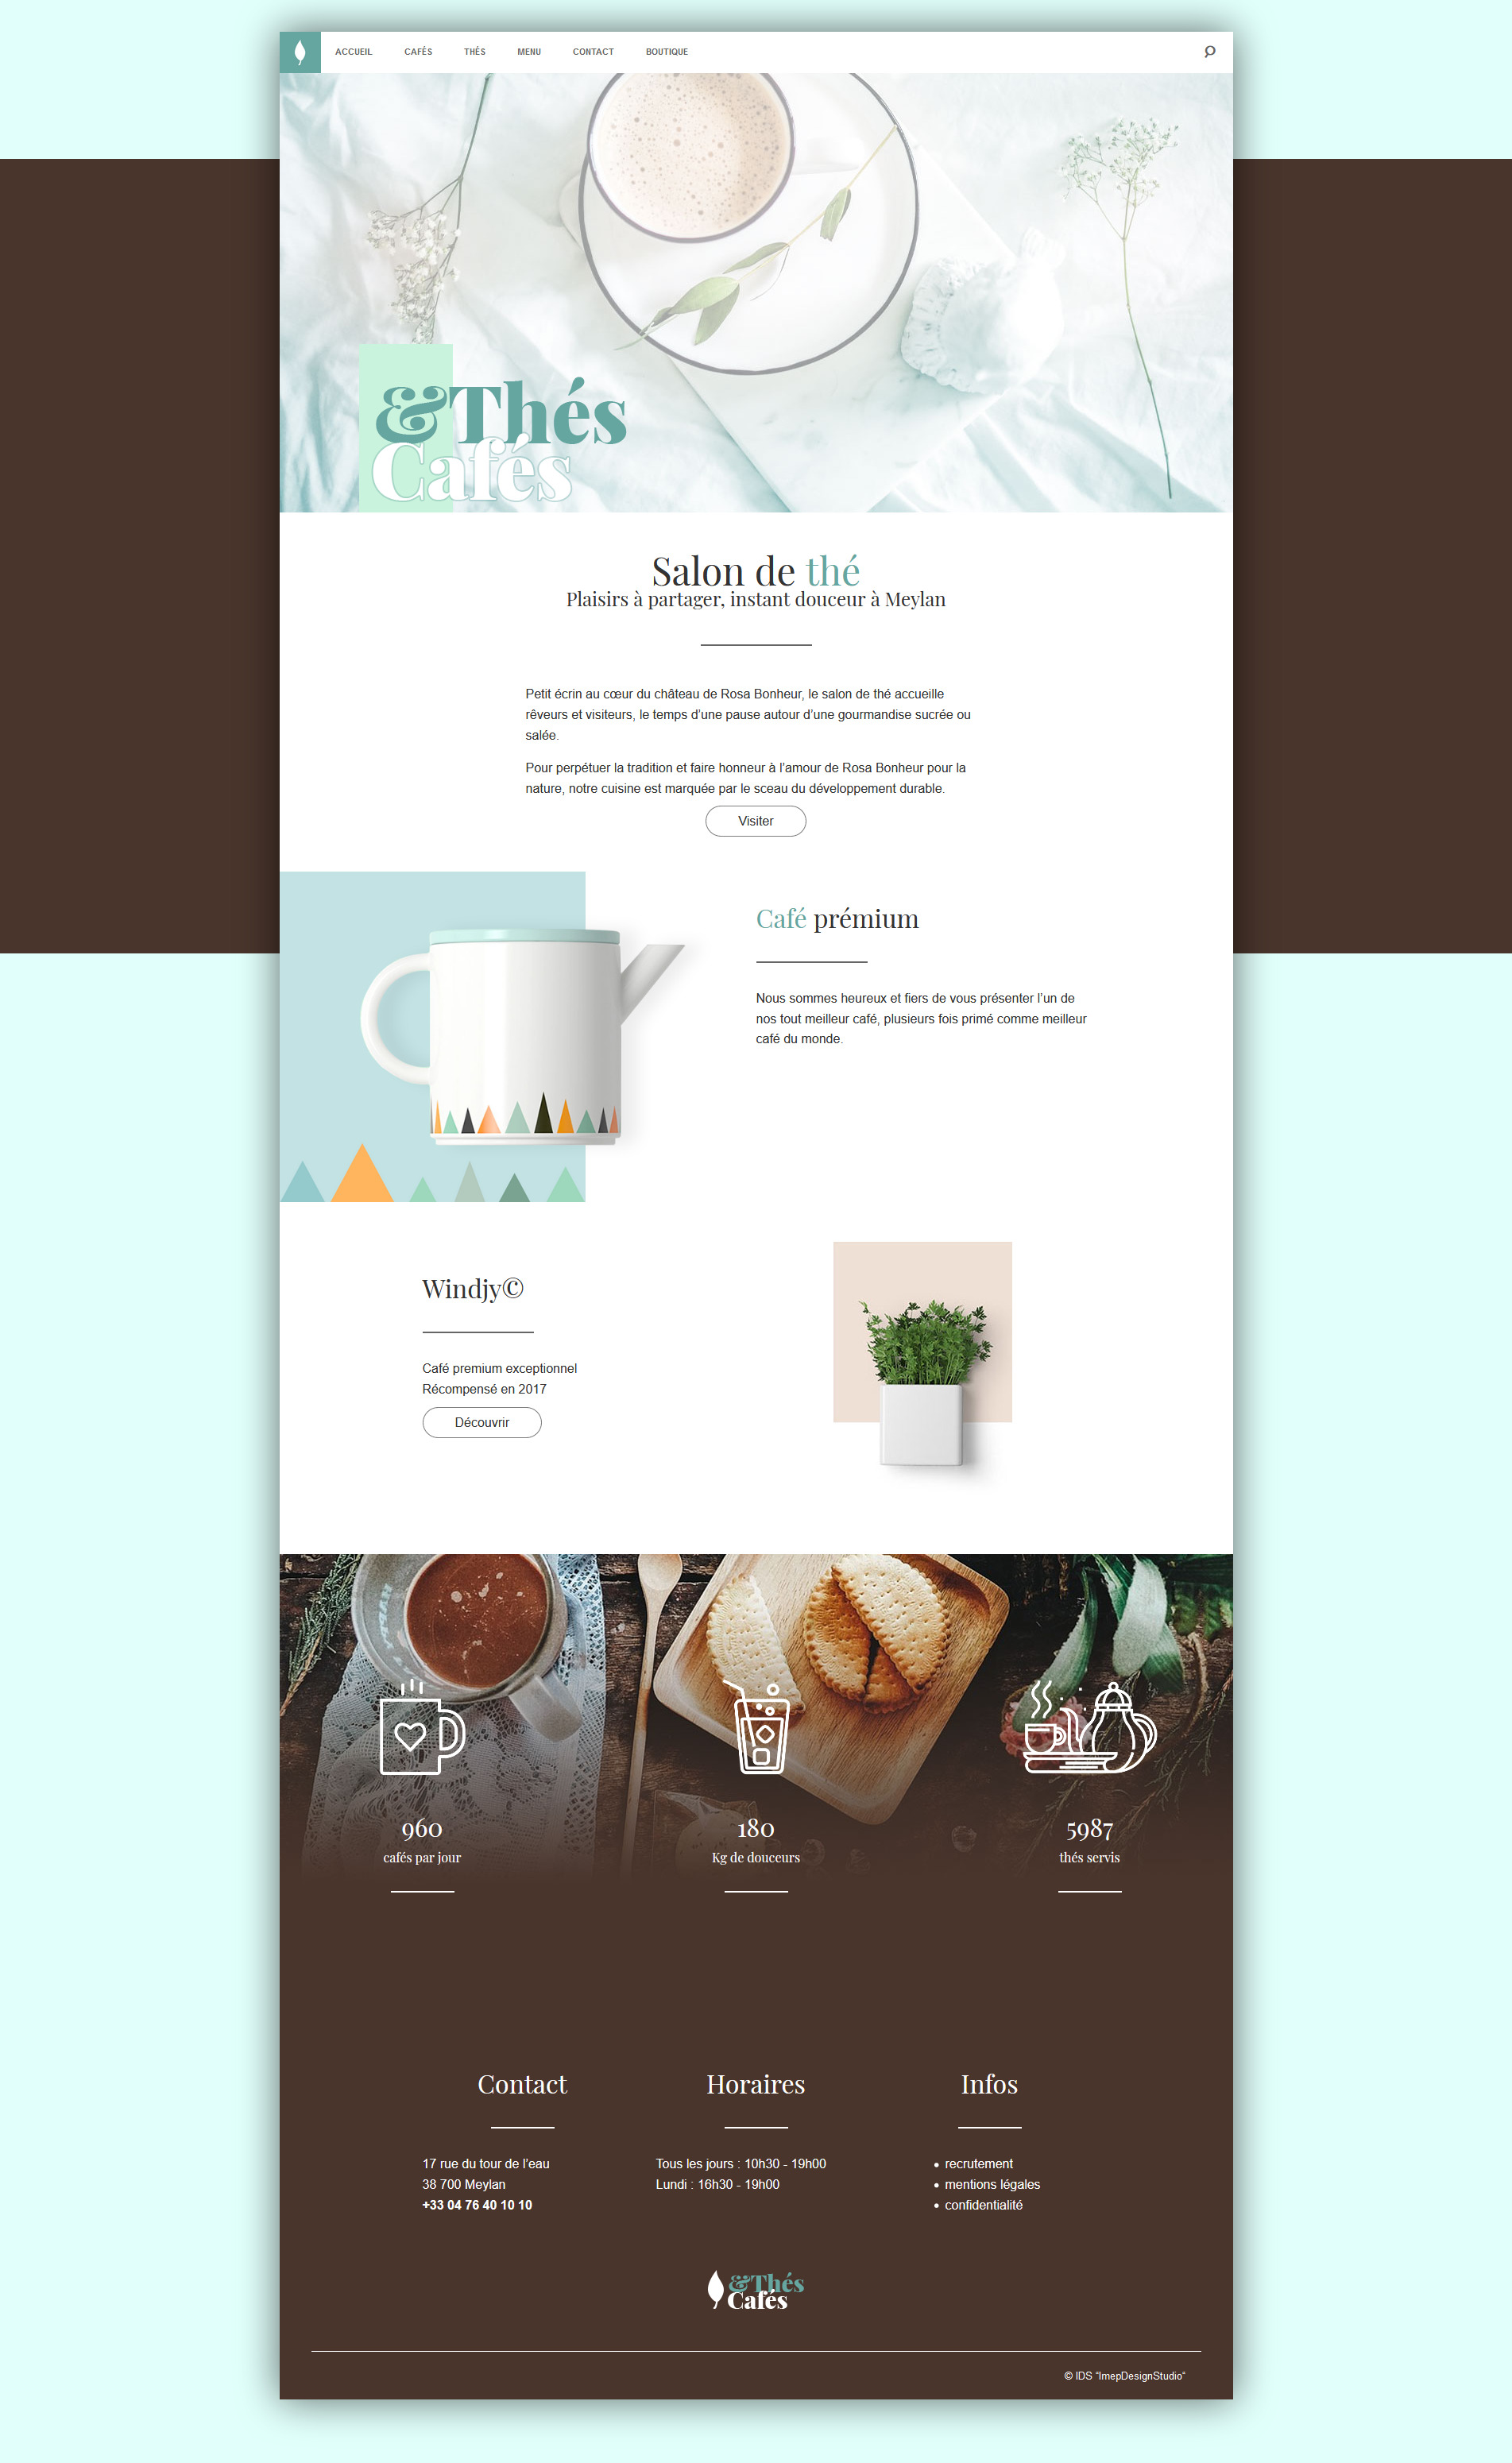 ACCUEIL CAFÉS THÉS MENU CONTACT BOUTIQUE
&Thés
Cafés
Salon de thé
Plaisirs à partager, instant douceur à Meylan
Petit écrin au cœur du château de Rosa Bonheur, le salon de thé accueille
rêveurs et visiteurs, le temps d’une pause autour d’une gourmandise sucrée ou
salée.
Pour perpétuer la tradition et faire honneur à l’amour de Rosa Bonheur pour la
nature, notre cuisine est marquée par le sceau du développement durable.
Visiter
Café prémium
Nous sommes heureux et fiers de vous présenter l’un de
nos tout meilleur café, plusieurs fois primé comme meilleur
café du monde.
Windjy©
Café premium exceptionnel
Récompensé en 2017
Découvrir
960
cafés par jour
180
Kg de douceurs
5987
thés servis
Contact
17 rue du tour de l’eau
38 700 Meylan
+33 04 76 40 10 10
Horaires
Tous les jours : 10h30 - 19h00
Lundi : 16h30 - 19h00
Infos
• recrutement
• mentions légales
• confidentialité
&Thés
Cafés
© IDS “ImepDesignStudio“